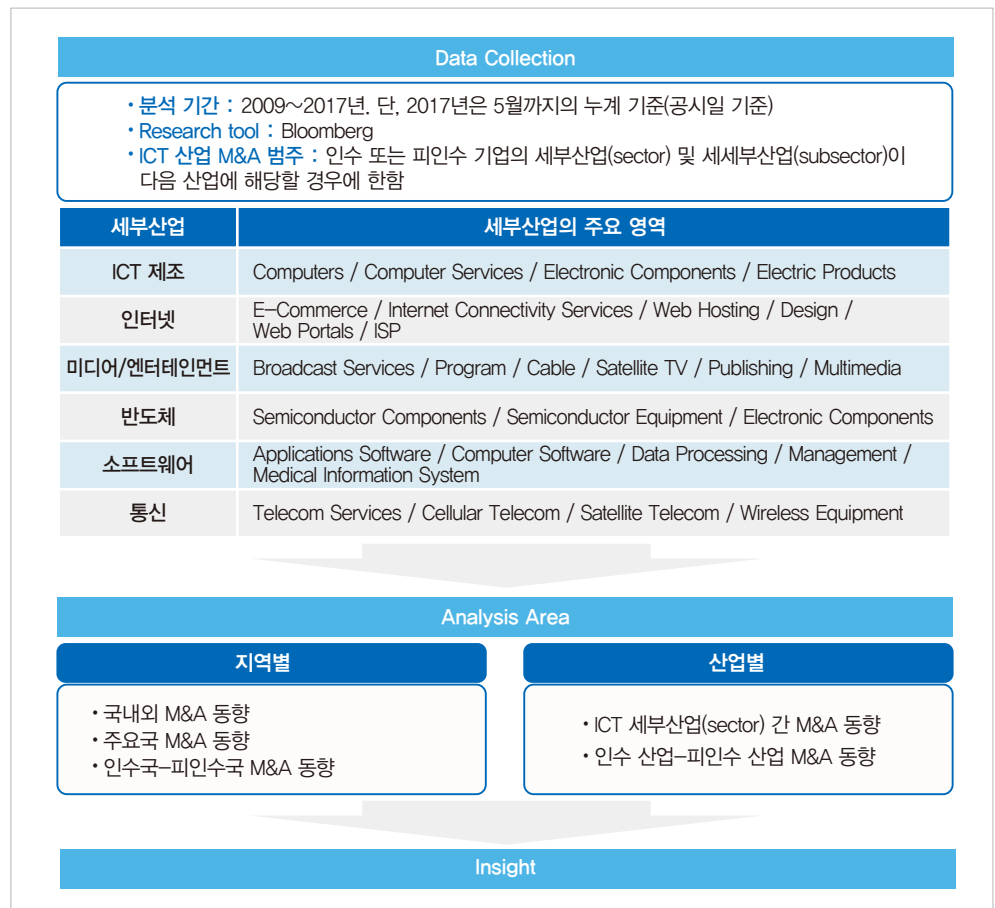 Data Collection
• 분석 기간 : 2009~2017년. 단, 2017년은 5월까지의 누계 기준(공시일 기준)
• Research tool : Bloomberg
• ICT 산업 M&A 범주 : 인수 또는 피인수 기업의 세부산업(sector) 및 세세부산업(subsector)이
다음 산업에 해당할 경우에 한함
세부산업 세부산업의 주요 영역
ICT 제조 Computers / Computer Services / Electronic Components / Electric Products
인터넷 E-Commerce / Internet Connectivity Services / Web Hosting / Design /
Web Portals / ISP
미디어/엔터테인먼트 Broadcast Services / Program / Cable / Satellite TV / Publishing / Multimedia
반도체 Semiconductor Components / Semiconductor Equipment / Electronic Components
소프트웨어 Applications Software / Computer Software / Data Processing / Management /
Medical Information System
통신 Telecom Services / Cellular Telecom / Satellite Telecom / Wireless Equipment
Analysis Area
지역별
• 국내외 M&A 동향
• 주요국 M&A 동향
• 인수국-피인수국 M&A 동향
산업별
• ICT 세부산업(sector) 간 M&A 동향
• 인수 산업-피인수 산업 M&A 동향
Insight